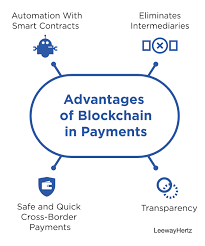 Automation With
Smart Contracts
Eliminates
Intermediaries
Advantages
of Blockchain
in Payments
Safe and Quick
Cross-Border
Payments
Transparency
LeewayHertz